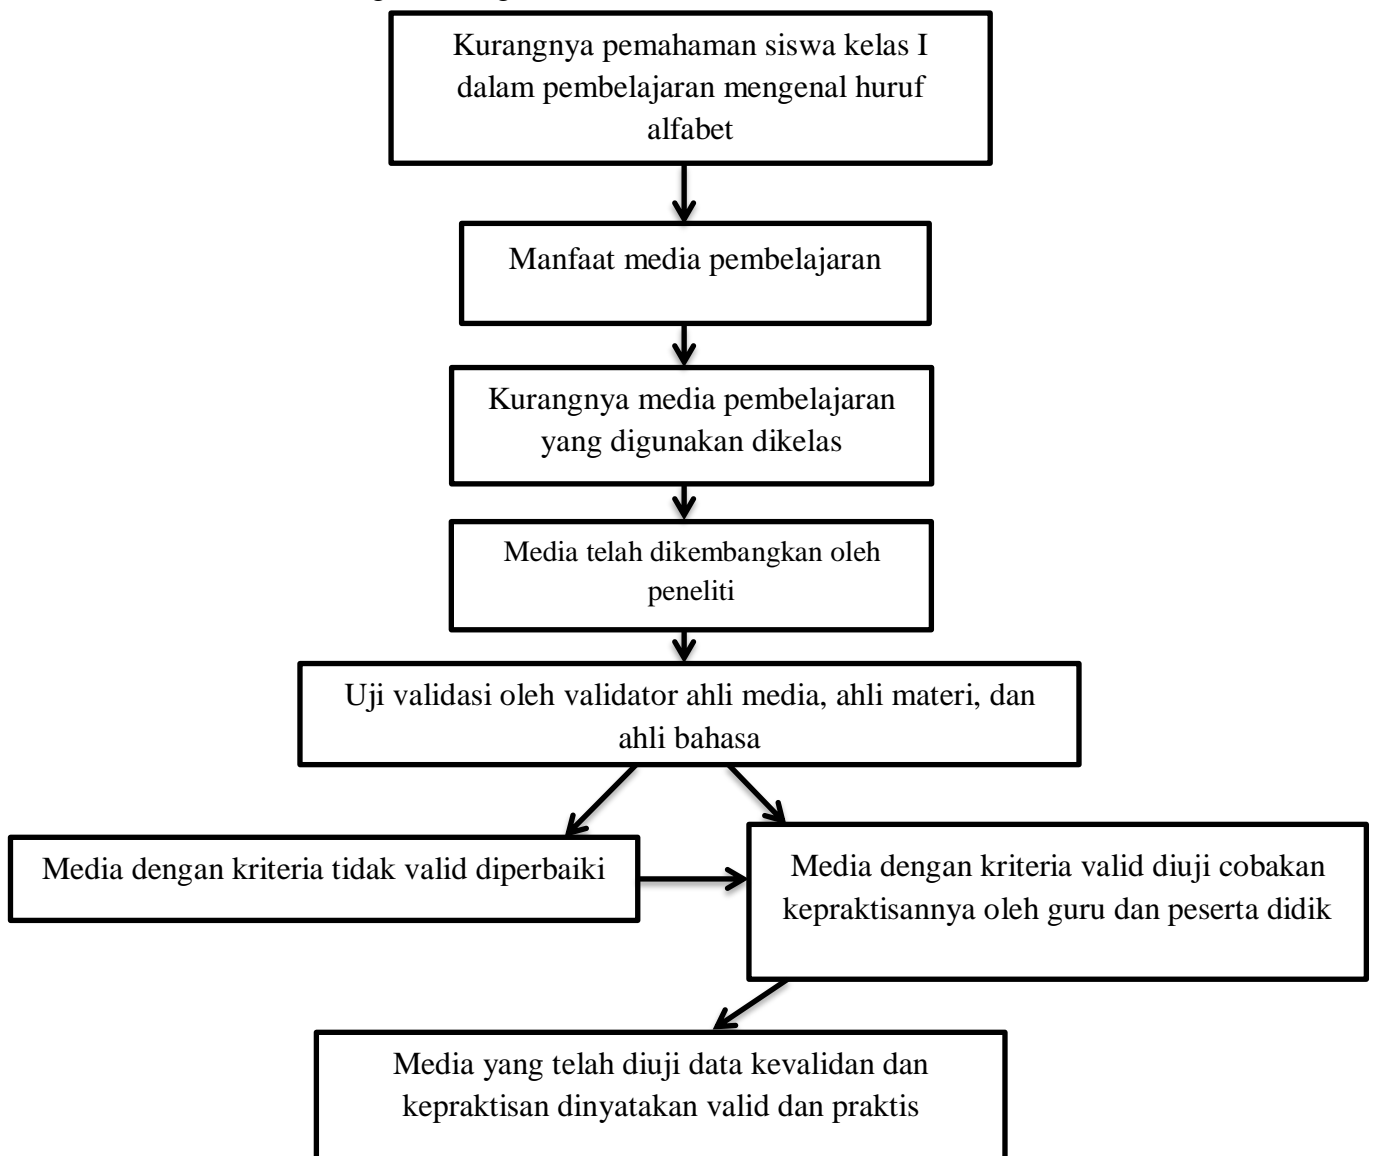 Kurangnya pemahaman siswa kelas I
dalam pembelajaran mengenal huruf
alfabet
Manfaat media pembelajaran
Kurangnya media pembelajaran
yang digunakan dikelas
Media telah dikembangkan oleh
peneliti
Uji validasi oleh validator ahli media, ahli materi, dan
ahli bahasa
Media dengan kriteria tidak valid diperbaiki
Media dengan kriteria valid diuji cobakan
kepraktisannya oleh guru dan peserta didik
Media yang telah diuji data kevalidan dan
kepraktisan dinyatakan valid dan praktis